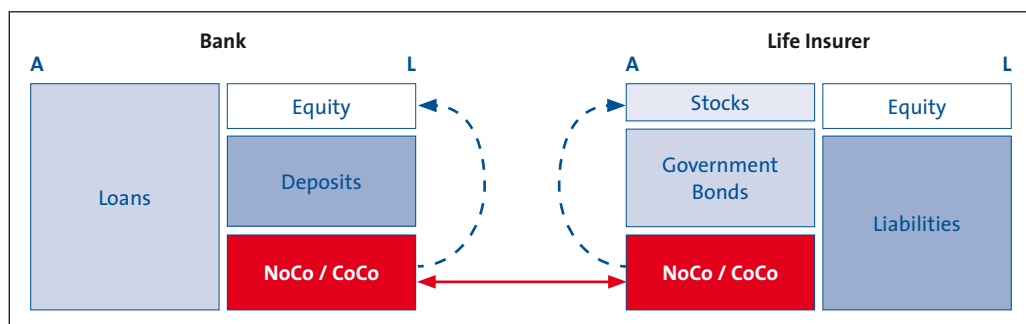 Bank
Life Insurer
A
L
A
L
Loans
Equity
Deposits
NoCo / CoCo
Stocks
Government
Bonds
NoCo / CoCo
Equity
Liabilities